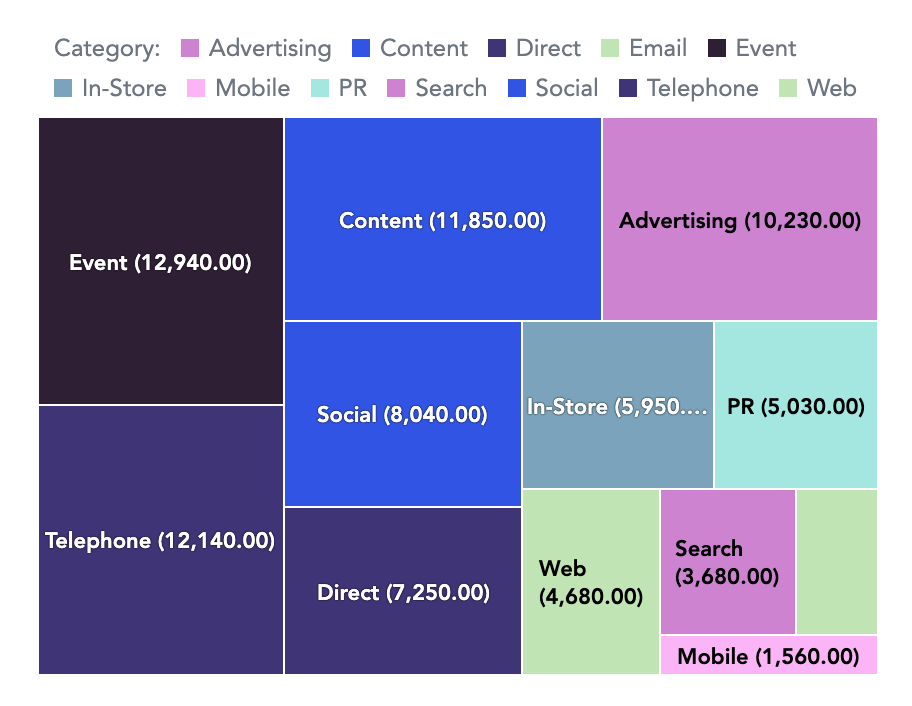 Category: Advertising Content Direct Email Event
In-Store Mobile PR Search Social Telephone Web
Event (12,940.00)
Content (11,850.00)
Advertising (10,230.00)
Social (8,040.00)
In-Store (5,950.…
PR (5,030.00)
Telephone (12,140.00)
Direct (7,250.00)
Web
(4,680.00)
Search
(3,680.00)
Mobile (1,560.00)